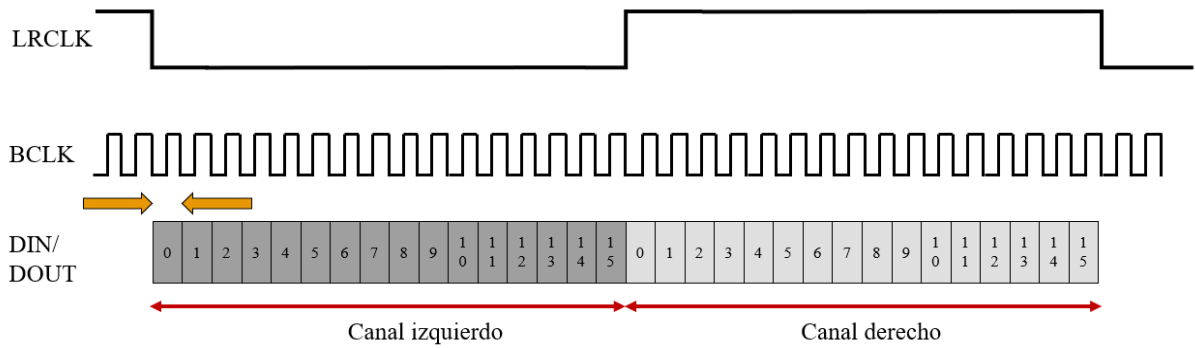 LRCLK
BCLK
DIN/
DOUT
0 1 2 3 4 5 6 7 8 9 10 11 12 13 14 15 0 1 2 3 4 5 6 7 8 9 10 11 12 13 14 15
Canal izquierdo Canal derecho